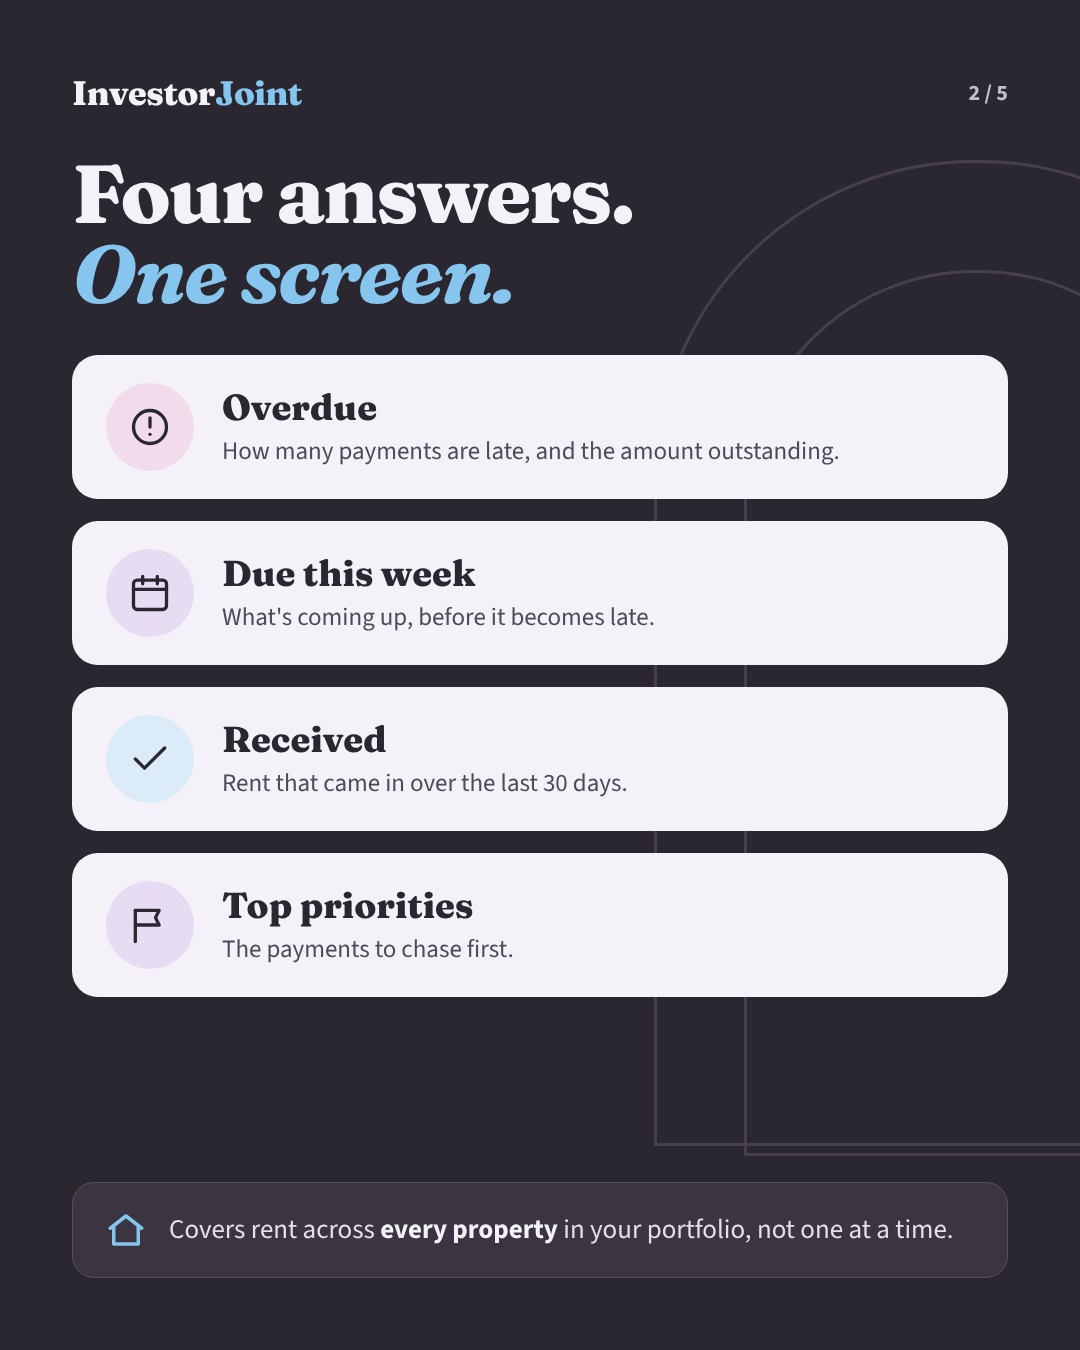 InvestorJoint
2 / 5
Four answers.
One screen.
Overdue
How many payments are late, and the amount outstanding.
Due this week
What's coming up, before it becomes late.
Received
Rent that came in over the last 30 days.
Top priorities
The payments to chase first.
Covers rent across every property in your portfolio, not one at a time.